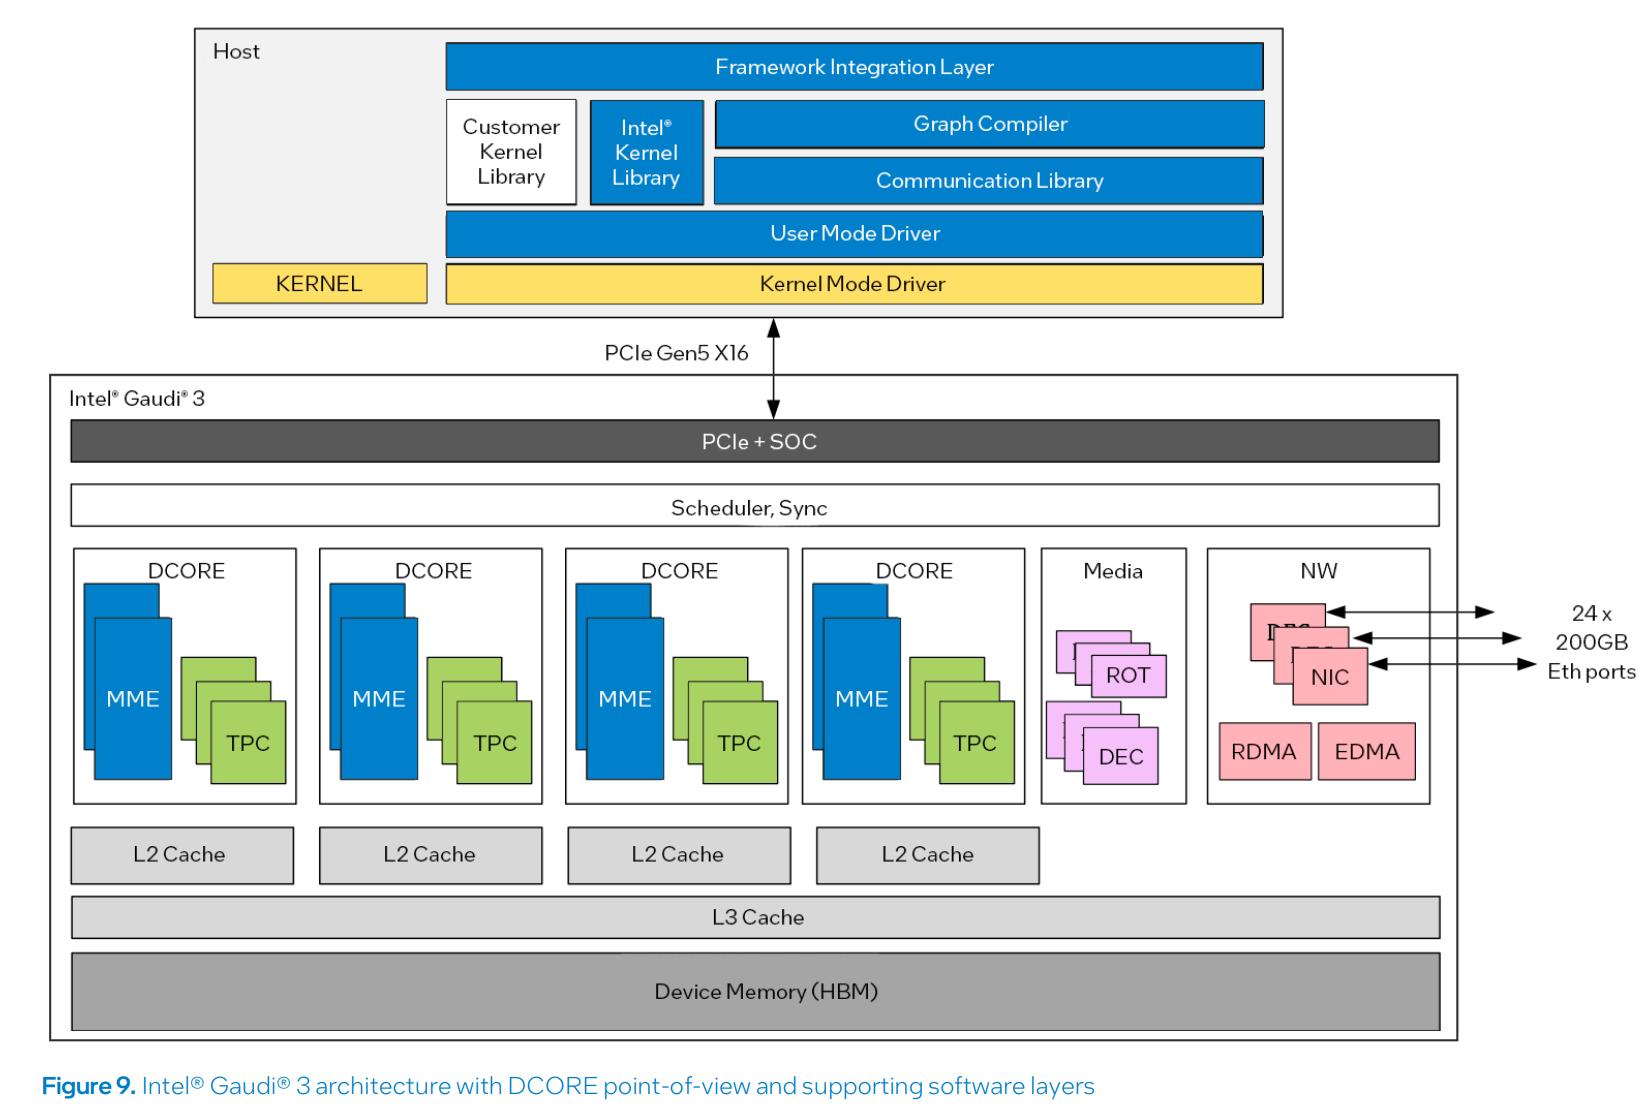 Host
Framework Integration Layer
Customer
Kernel
Library
Intel®
Kernel
Library
Graph Compiler
Communication Library
User Mode Driver
KERNEL
Kernel Mode Driver
PCIe Gen5 X16
Intel® Gaudi® 3
PCIe + SOC
Scheduler, Sync
DCORE
MME
TPC
DCORE
MME
TPC
DCORE
MME
TPC
DCORE
MME
TPC
Media
ROT
DEC
NW
NIC
RDMA
EDMA
24 x
200GB
Eth ports
L2 Cache
L2 Cache
L2 Cache
L2 Cache
L3 Cache
Device Memory (HBM)
Figure 9. Intel® Gaudi® 3 architecture with DCORE point-of-view and supporting software layers